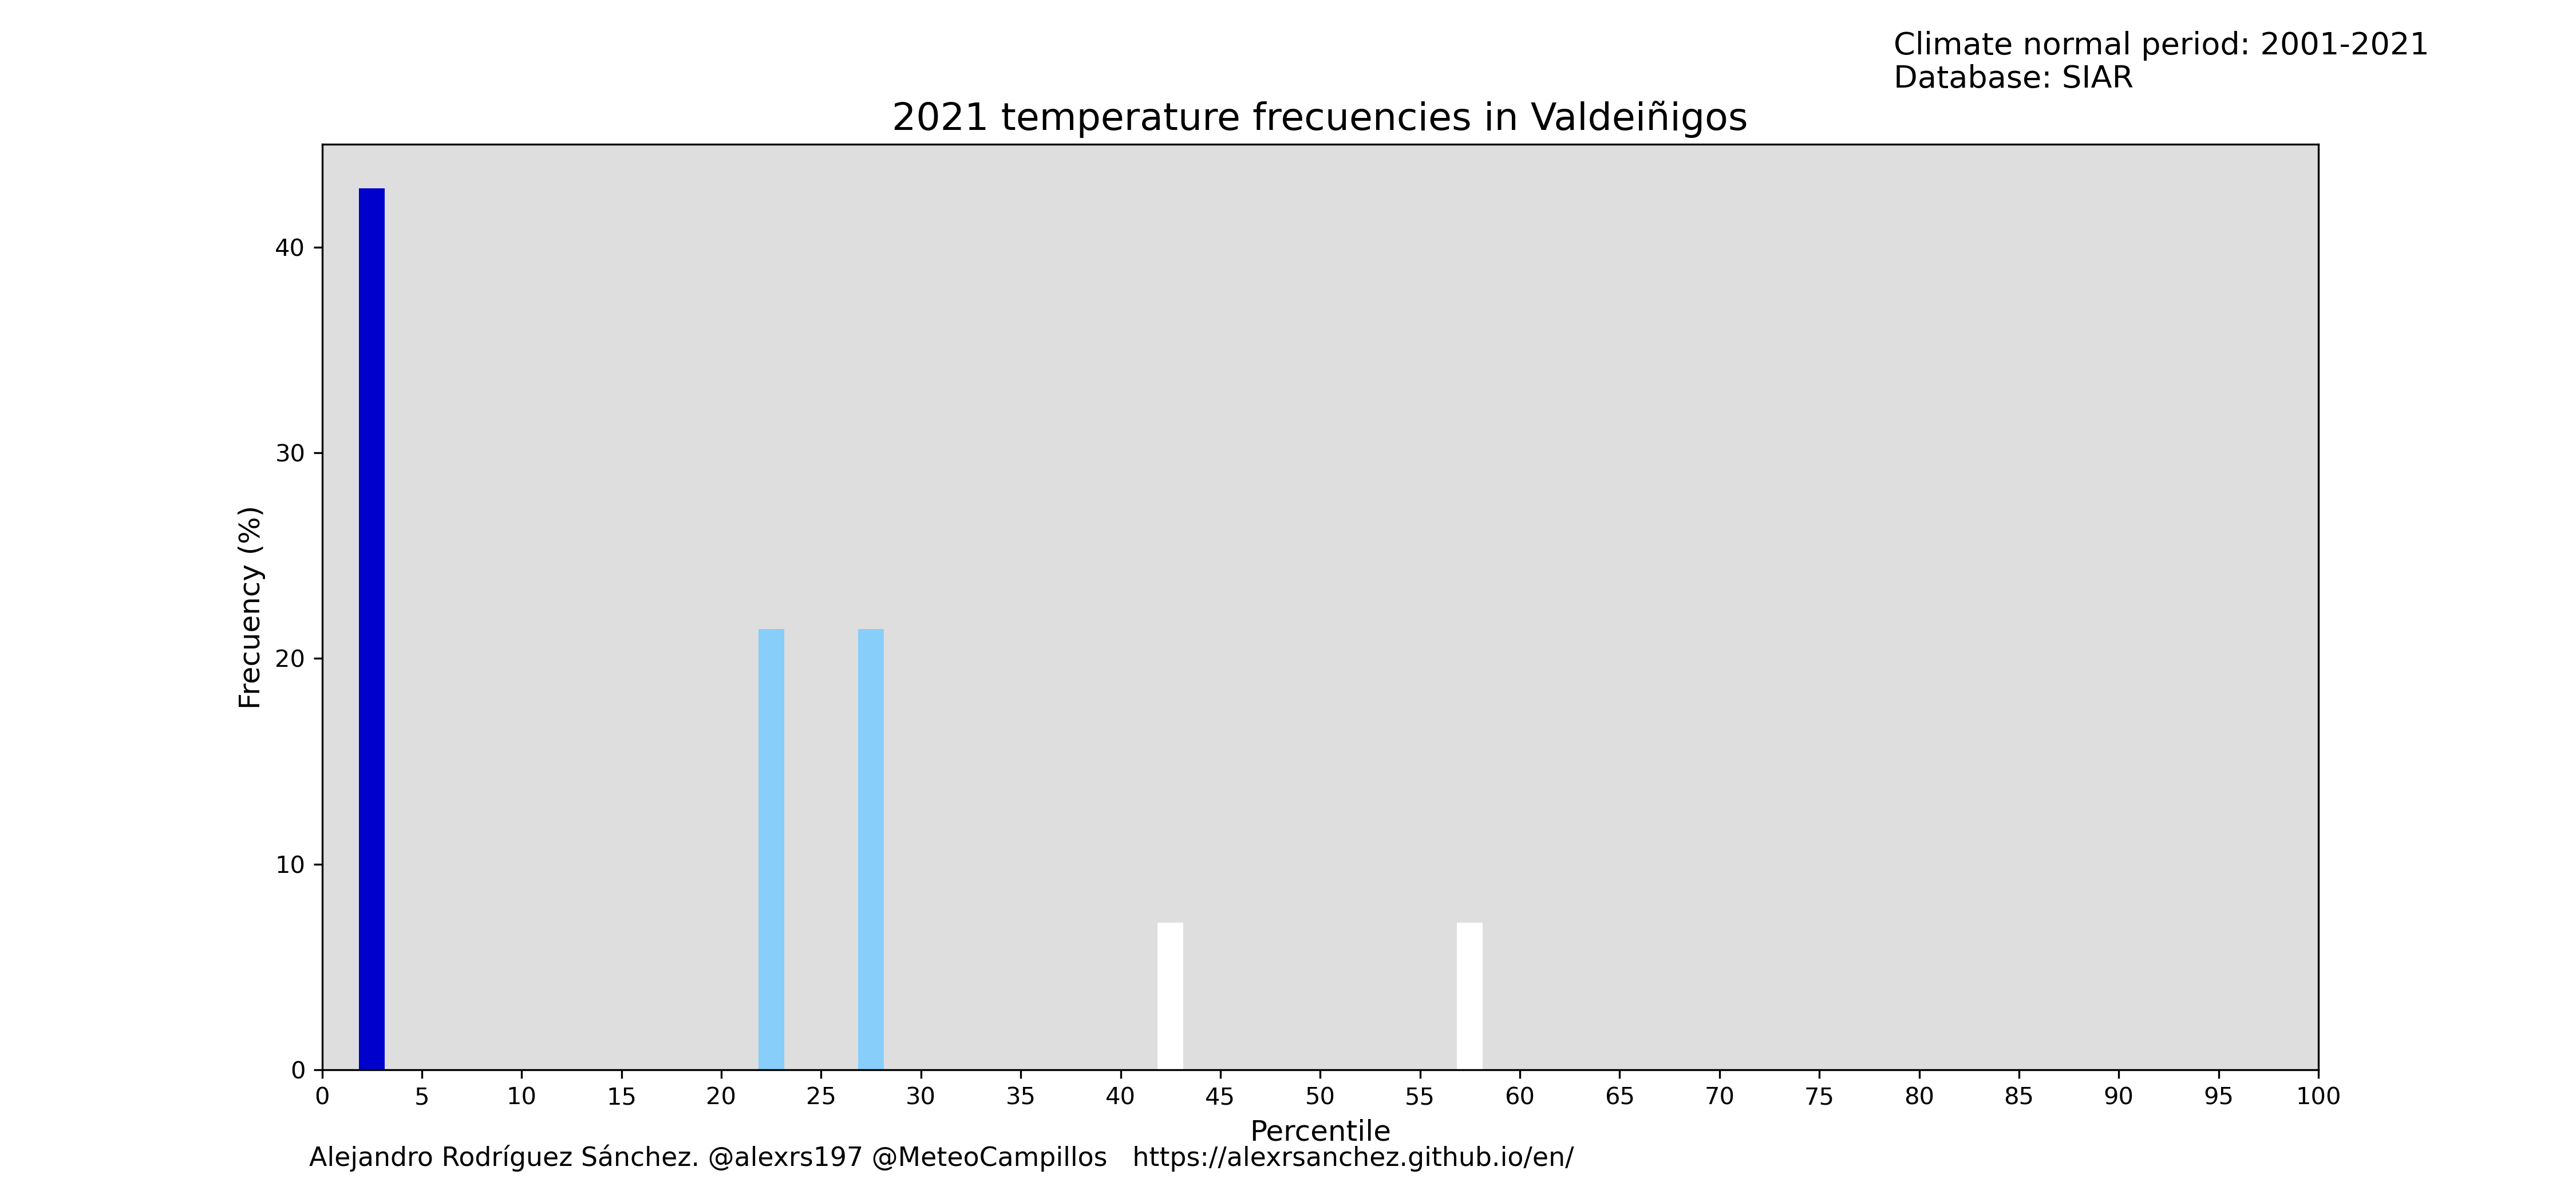 Climate normal period: 2001-2021
Database: SIAR
2021 temperature frecuencies in Valdeiñigos
40
30
20
10
0
Frecuency (%)
0 5 10 15 20 25 30 35 40 45 50 55 60 65 70 75 80 85 90 95 100
Percentile
Alejandro Rodríguez Sánchez. @alexrs197 @MeteoCampillos https://alexrsanchez.github.io/en/